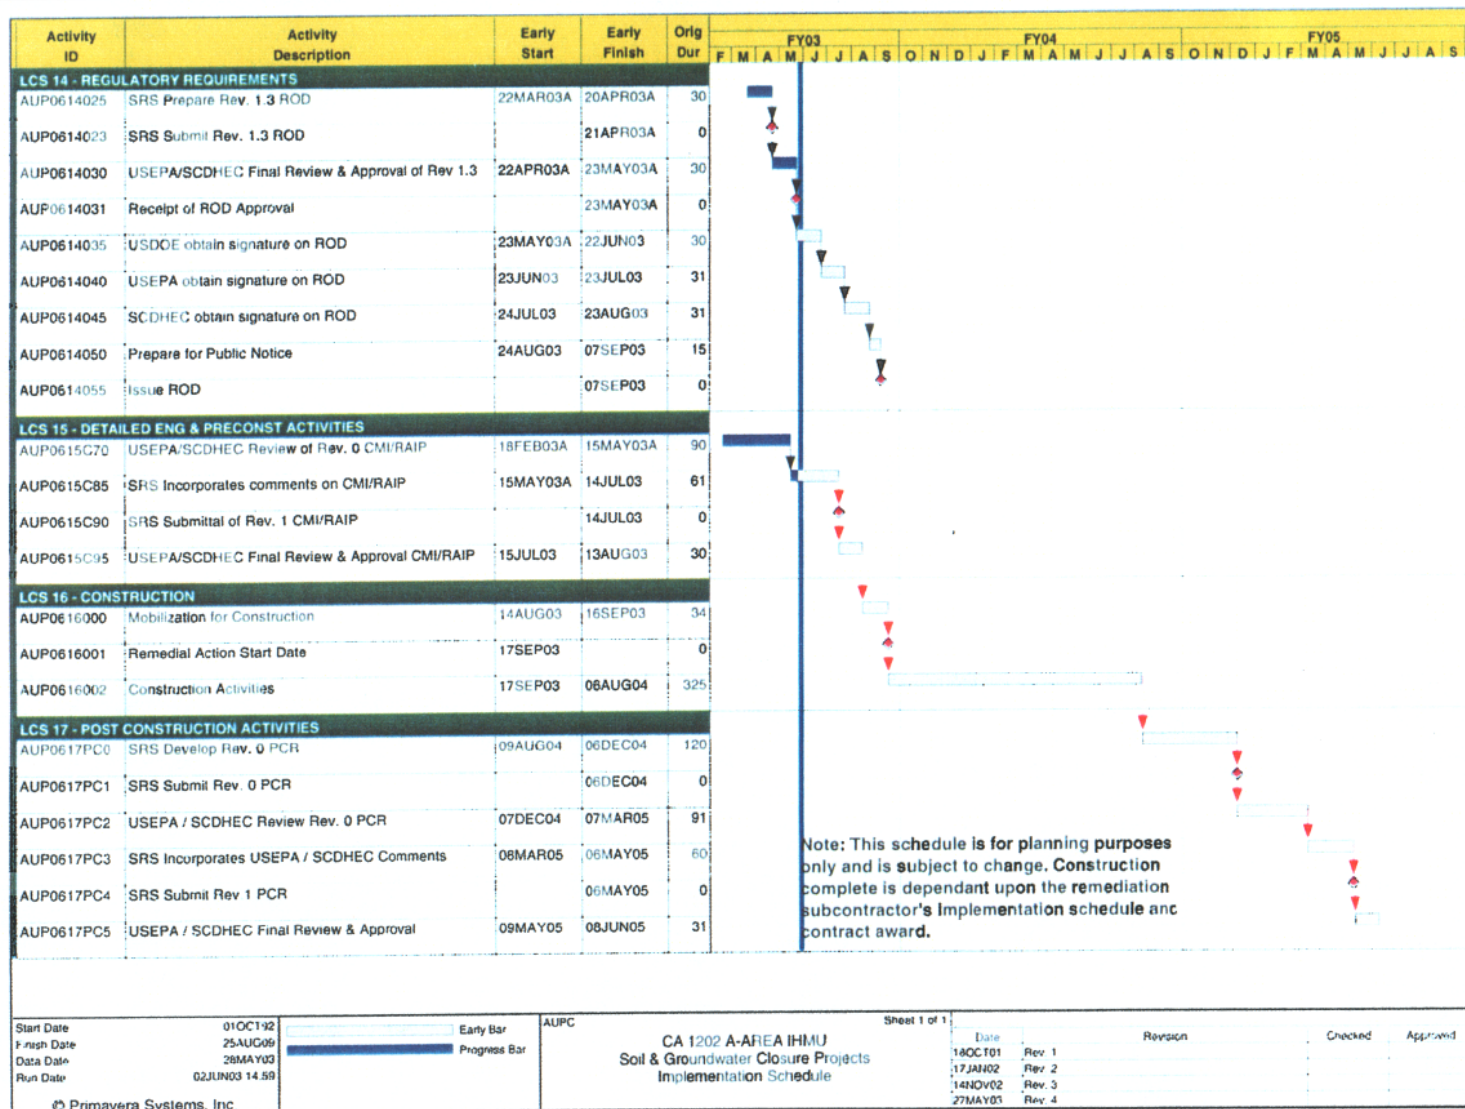 Activity ID Activity Description Early Start Early Finish Orig Dur
FY03 FY04 FY05
F M A M J J A S O N D J F M A M J J A S O N D J F M A M J J A S
LCS 14 - REGULATORY REQUIREMENTS
AUP0614025 SRS Prepare Rev. 1.3 ROD 22MAR03A 20APR03A 30
AUP0614023 SRS Submit Rev. 1.3 ROD 21APR03A 0
AUP0614030 USEPA/SCDHEC Final Review & Approval of Rev 1.3 22APR03A 23MAY03A 30
AUP0614031 Receipt of ROD Approval 23MAY03A 0
AUP0614035 USDOE obtain signature on ROD 23MAY03A 22JUN03 30
AUP0614040 USEPA obtain signature on ROD 23JUN03 23JUL03 31
AUP0614045 SCDHEC obtain signature on ROD 24JUL03 23AUG03 31
AUP0614050 Prepare for Public Notice 24AUG03 07SEP03 15
AUP0614055 Issue ROD 07SEP03 0
LCS 15 - DETAILED ENG & PRECONST ACTIVITIES
AUP0615C70 USEPA/SCDHEC Review of Rev. 0 CMI/RAIP 18FEB03A 15MAY03A 90
AUP0615C85 SRS Incorporates comments on CMI/RAIP 15MAY03A 14JUL03 61
AUP0615C90 SRS Submittal of Rev. 1 CMI/RAIP 14JUL03 0
AUP0615C95 USEPA/SCDHEC Final Review & Approval CMI/RAIP 15JUL03 13AUG03 30
LCS 16 - CONSTRUCTION
AUP0616000 Mobilization for Construction 14AUG03 16SEP03 34
AUP0616001 Remedial Action Start Date 17SEP03 0
AUP0616002 Construction Activities 17SEP03 06AUG04 325
LCS 17 - POST CONSTRUCTION ACTIVITIES
AUP0617PC0 SRS Develop Rev. 0 PCR 09AUG04 06DEC04 120
AUP0617PC1 SRS Submit Rev. 0 PCR 06DEC04 0
AUP0617PC2 USEPA / SCDHEC Review Rev. 0 PCR 07DEC04 07MAR05 91
AUP0617PC3 SRS Incorporates USEPA / SCDHEC Comments 08MAR05 06MAY05 60
AUP0617PC4 SRS Submit Rev 1 PCR 06MAY05 0
AUP0617PC5 USEPA / SCDHEC Final Review & Approval 09MAY05 08JUN05 31
Note: This schedule is for planning purposes
only and is subject to change. Construction
complete is dependant upon the remediation
subcontractor's Implementation schedule and
contract award.
Start Date 01OCT92
Finish Date 25AUG09
Data Date 28MAY03
Run Date 02JUN03 14:59
© Primavera Systems, Inc
Early Bar
Progress Bar
AUPC
Sheet 1 of 1
CA 1202 A-AREA IHMU
Soil & Groundwater Closure Projects
Implementation Schedule
Date Revision Checked Approved
18OCT01 Rev. 1
17JAN02 Rev. 2
14NOV02 Rev. 3
27MAY03 Rev. 4